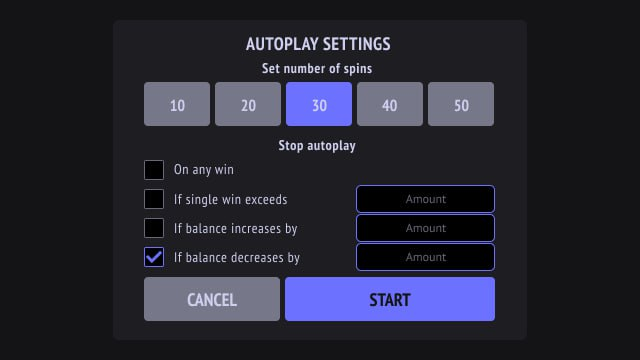 AUTOPLAY SETTINGS
Set number of spins
10 20 30 40 50
Stop autoplay
On any win
If single win exceeds Amount
If balance increases by Amount
If balance decreases by Amount
CANCEL START